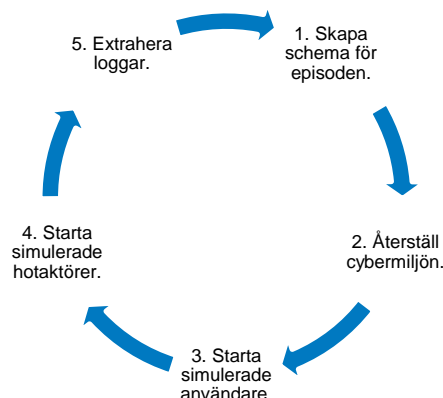 1. Skapa
schema för
episoden.
2. Återställ
cybermiljön.
3. Starta
simulerade
användare.
4. Starta
simulerade
hotaktörer.
5. Extrahera
loggar.